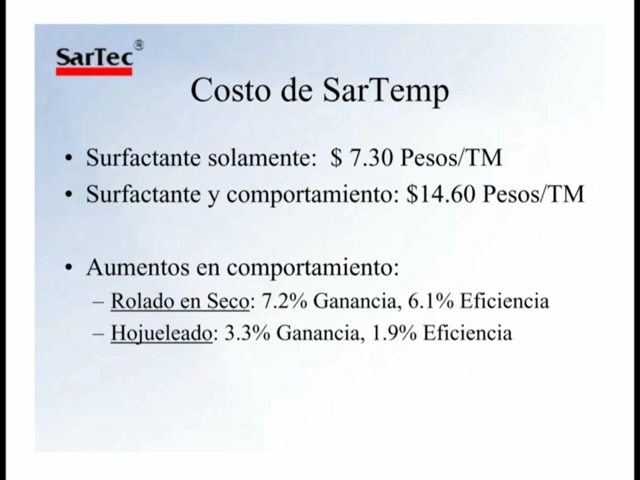 SarTec®
Costo de SarTemp
• Surfactante solamente: $ 7.30 Pesos/TM
• Surfactante y comportamiento: $14.60 Pesos/TM
• Aumentos en comportamiento:
– Rolado en Seco: 7.2% Ganancia, 6.1% Eficiencia
– Hojueleado: 3.3% Ganancia, 1.9% Eficiencia